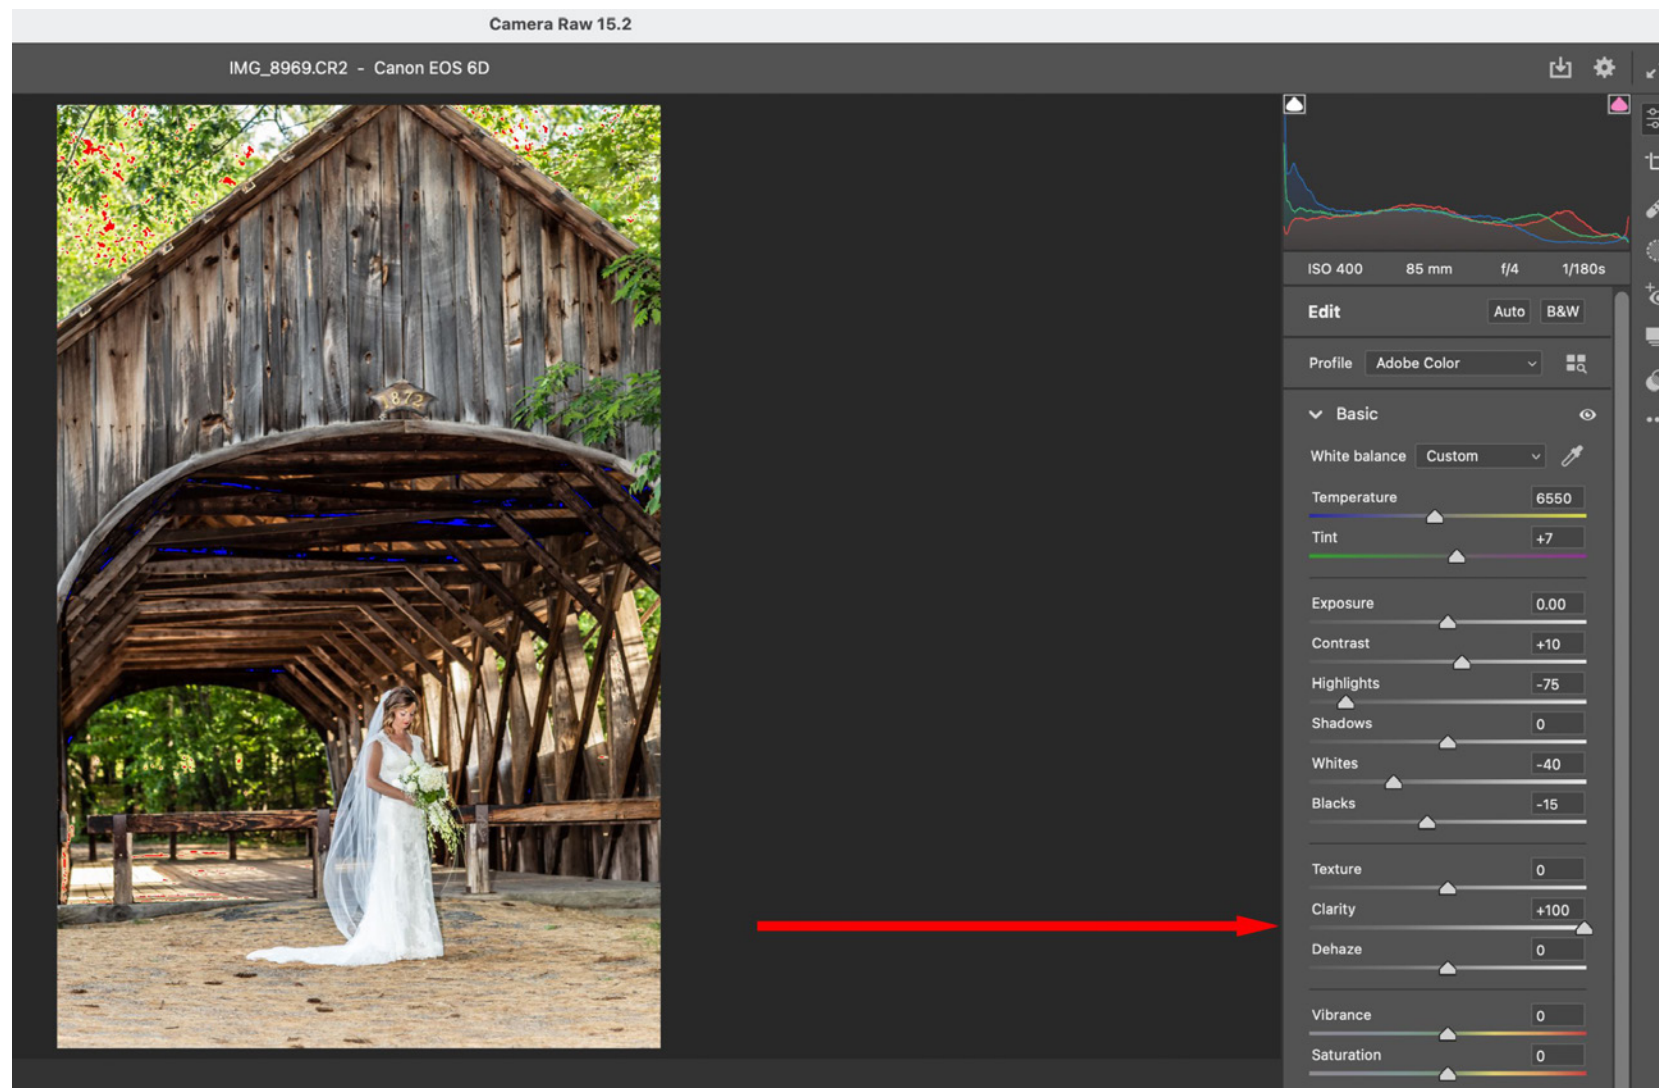 Camera Raw 15.2
IMG_8969.CR2 - Canon EOS 6D
1872
ISO 400 85 mm f/4 1/180s
Edit Auto B&W
Profile Adobe Color
Basic
White balance Custom
Temperature 6550
Tint +7
Exposure 0.00
Contrast +10
Highlights -75
Shadows 0
Whites -40
Blacks -15
Texture 0
Clarity +100
Dehaze 0
Vibrance 0
Saturation 0